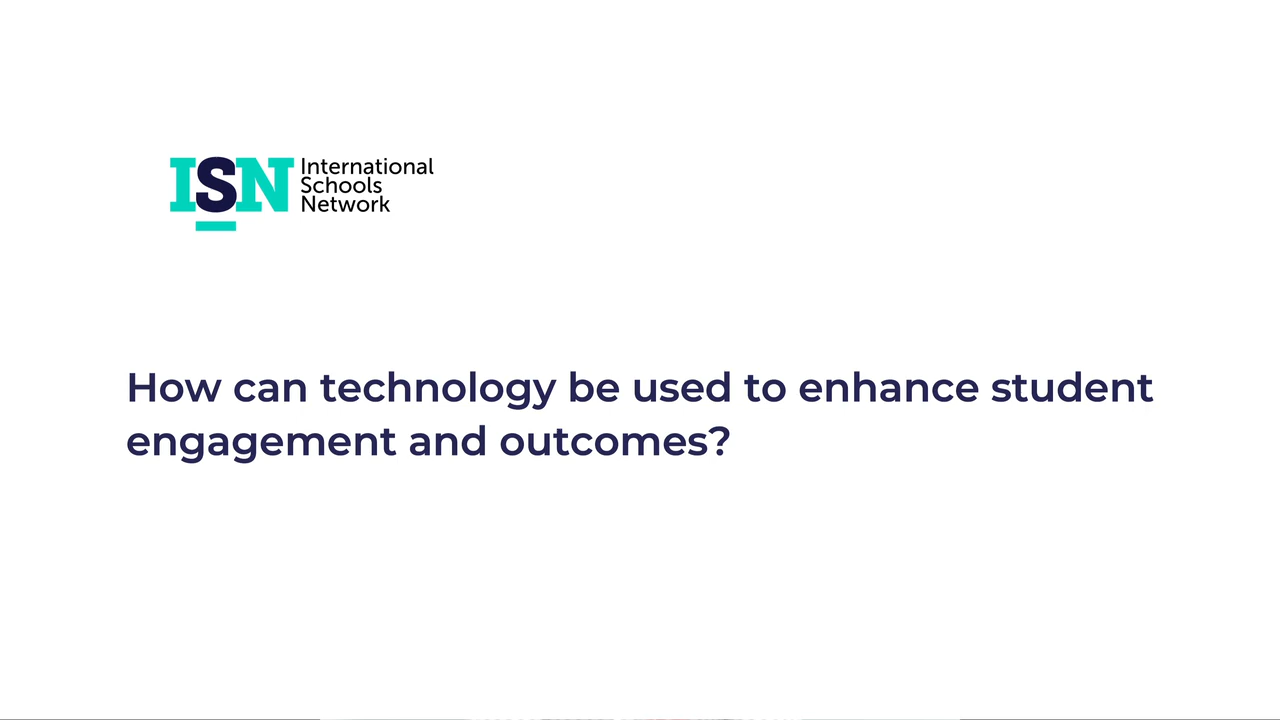 ISN
International
Schools
Network
How can technology be used to enhance student
engagement and outcomes?